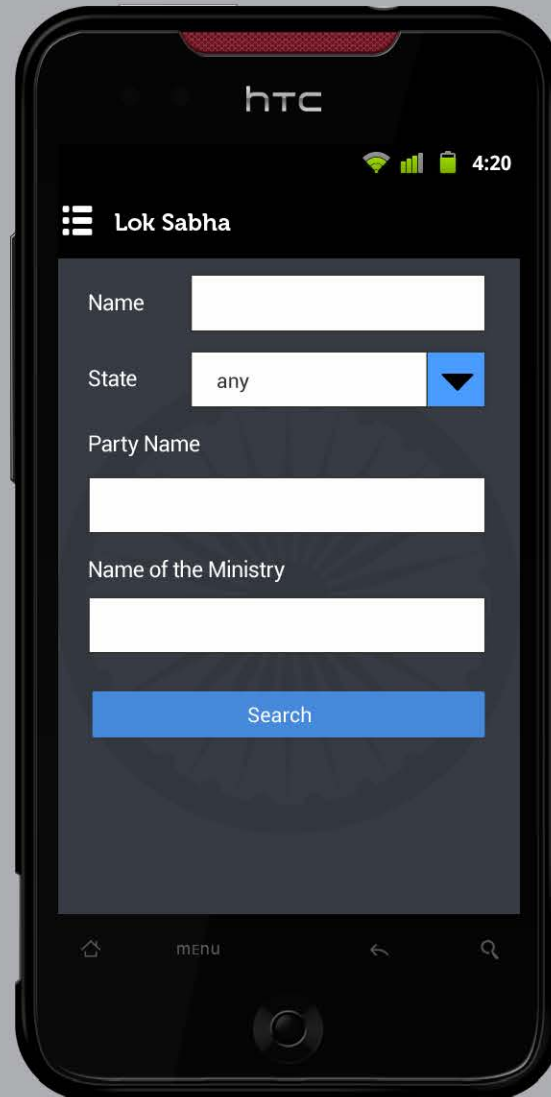 htc
4:20
Lok Sabha
Name
State any
Party Name
Name of the Ministry
Search
menu